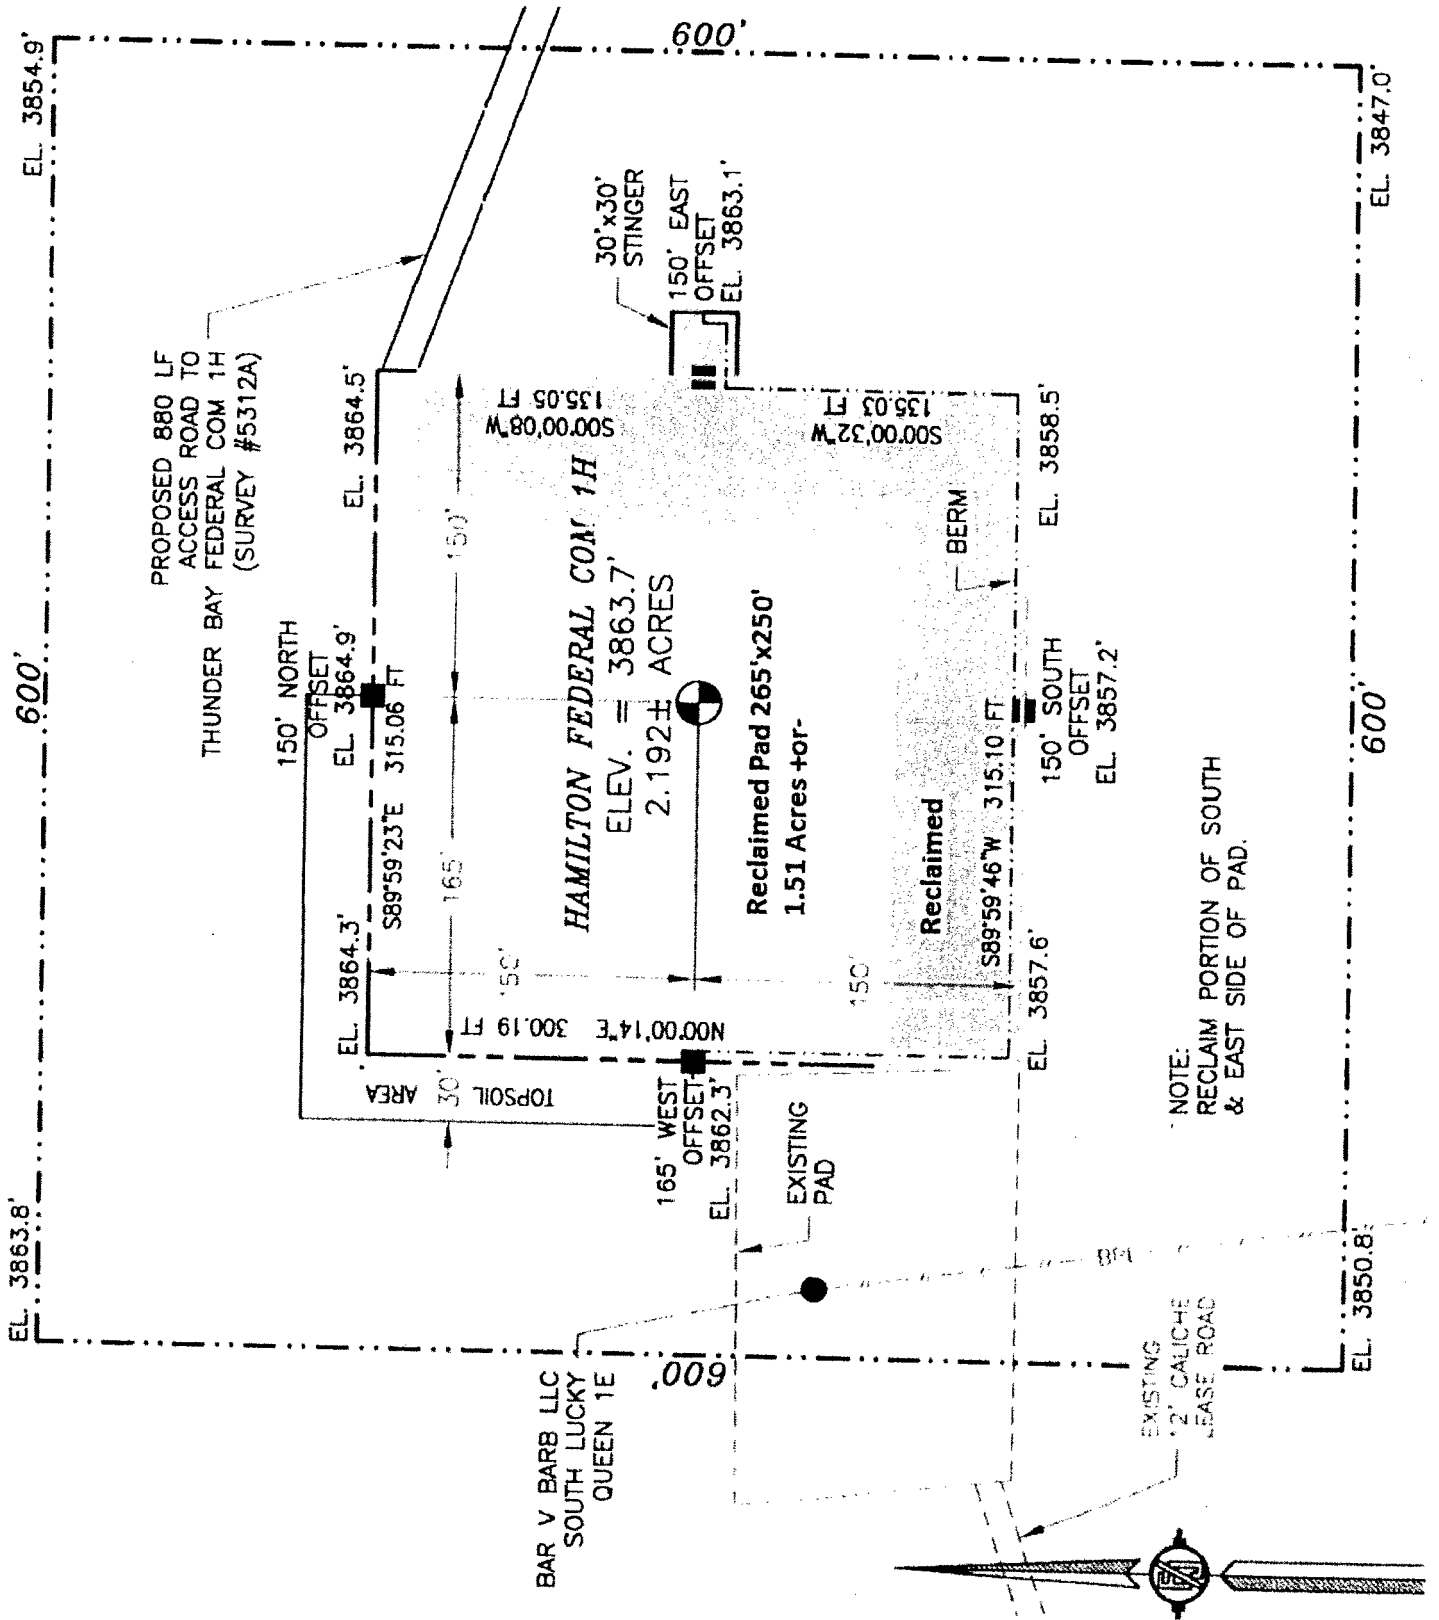 600'
EL. 3863.8'
EL. 3854.9'
PROPOSED 880 LF
ACCESS ROAD TO
THUNDER BAY FEDERAL COM 1H
(SURVEY #5312A)
150' NORTH
OFFSET
EL 3864.9'
EL. 3864.3'
S89°59'23"E 315.06 FT
EL. 3864.5'
600'
30'
165'
150'
TOPSOIL AREA
N00°00'14"E 300.19 FT
150'
150'
HAMILTON FEDERAL COM 1H
ELEV. = 3863.7'
2.192± ACRES
S00°00'08"W
135.05 FT
30'x30'
STINGER
150' EAST
OFFSET
EL. 3863.1'
S00°00'32"W
135.03 FT
165' WEST
OFFSET
EL. 3862.3'
Reclaimed Pad 265'x250'
1.51 Acres +or-
BAR V BARB LLC
SOUTH LUCKY
QUEEN 1E
600'
EXISTING
PAD
Reclaimed
BERM
S89°59'46"W 315.10 FT
EL. 3857.6'
EL. 3858.5'
150' SOUTH
OFFSET
EL. 3857.2'
EXISTING
CALICHE
LEASE ROAD
NOTE:
RECLAIM PORTION OF SOUTH
& EAST SIDE OF PAD.
EL. 3850.8'
600'
EL. 3847.0'